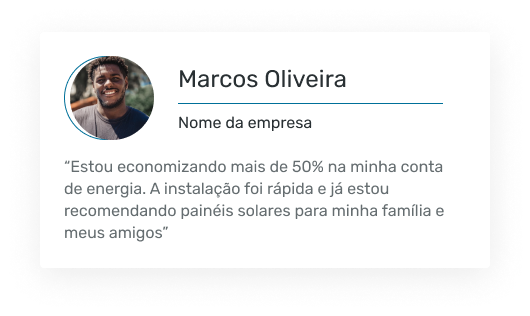 Marcos Oliveira
Nome da empresa
“Estou economizando mais de 50% na minha conta
de energia. A instalação foi rápida e já estou
recomendando painéis solares para minha família e
meus amigos”